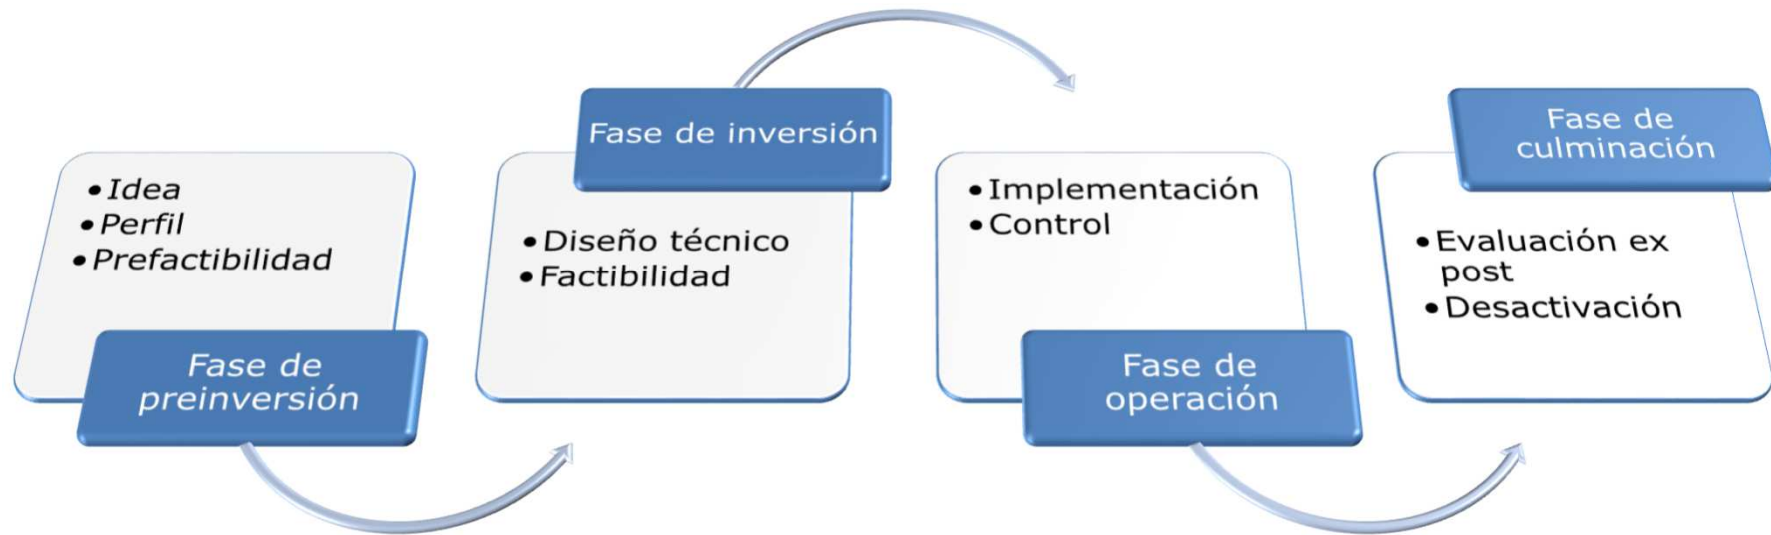 • Idea
• Perfil
• Prefactibilidad
Fase de
preinversión
Fase de inversión
• Diseño técnico
• Factibilidad
• Implementación
• Control
Fase de
operación
Fase de
culminación
• Evaluación ex
post
• Desactivación